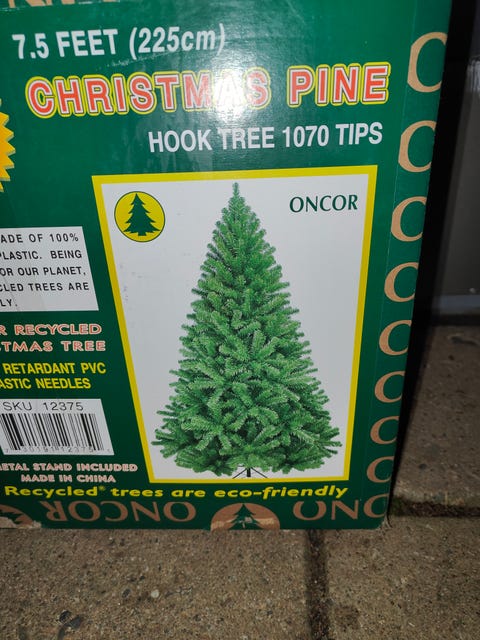 7.5 FEET (225cm)
CHRISTMAS PINE
HOOK TREE 1070 TIPS
ONCOR
ADE OF 100%
PLASTIC. BEING
OR OUR PLANET,
CLED TREES ARE
LY.
R RECYCLED
STMAS TREE
RETARDANT PVC
ASTIC NEEDLES
SKU 12375
ETAL STAND INCLUDED
MADE IN CHINA
Recycled® trees are eco-friendly
ONCOR
ONC